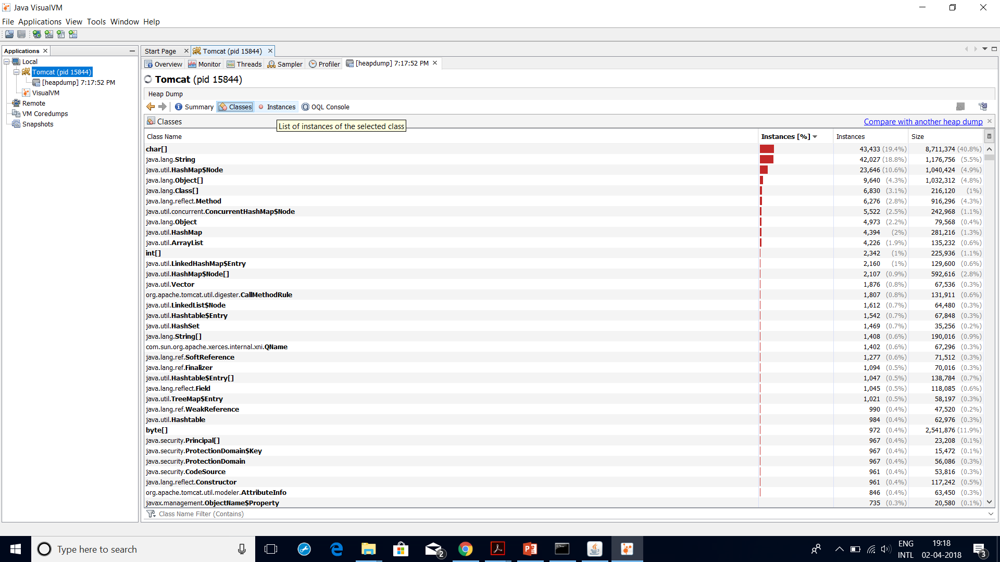 Java VisualVM
File Applications View Tools Window Help
Applications
Local
Tomcat (pid 15844)
[heapdump] 7:17:52 PM
VisualVM
Remote
VM Coredumps
Snapshots
Start Page Tomcat (pid 15844)
Overview Monitor Threads Sampler Profiler [heapdump] 7:17:52 PM
Tomcat (pid 15844)
Heap Dump
Summary Classes Instances OQL Console
Classes Compare with another heap dump
List of instances of the selected class
Class Name Instances [%] Instances Size
char[] 43,433 (19.4%) 8,711,374 (40.8%)
java.lang.String 42,027 (18.8%) 1,176,756 (5.5%)
java.util.HashMap$Node 23,646 (10.6%) 1,040,424 (4.9%)
java.lang.Object[] 9,640 (4.3%) 1,032,312 (4.8%)
java.lang.Class[] 6,830 (3.1%) 216,120 (1%)
java.lang.reflect.Method 6,276 (2.8%) 916,296 (4.3%)
java.util.concurrent.ConcurrentHashMap$Node 5,522 (2.5%) 242,968 (1.1%)
java.lang.Object 4,973 (2.2%) 79,568 (0.4%)
java.util.HashMap 4,394 (2%) 281,216 (1.3%)
java.util.ArrayList 4,226 (1.9%) 135,232 (0.6%)
int[] 2,342 (1%) 225,936 (1.1%)
java.util.LinkedHashMap$Entry 2,160 (1%) 129,600 (0.6%)
java.util.HashMap$Node[] 2,107 (0.9%) 592,616 (2.8%)
java.util.Vector 1,876 (0.8%) 67,536 (0.3%)
org.apache.tomcat.util.digester.CallMethodRule 1,807 (0.8%) 131,911 (0.6%)
java.util.LinkedList$Node 1,612 (0.7%) 64,480 (0.3%)
java.util.Hashtable$Entry 1,542 (0.7%) 67,848 (0.3%)
java.util.HashSet 1,469 (0.7%) 35,256 (0.2%)
java.lang.String[] 1,408 (0.6%) 190,016 (0.9%)
com.sun.org.apache.xerces.internal.xni.QName 1,402 (0.6%) 67,296 (0.3%)
java.lang.ref.SoftReference 1,277 (0.6%) 71,512 (0.3%)
java.lang.ref.Finalizer 1,094 (0.5%) 70,016 (0.3%)
java.util.Hashtable$Entry[] 1,047 (0.5%) 138,784 (0.7%)
java.lang.reflect.Field 1,045 (0.5%) 118,085 (0.6%)
java.util.TreeMap$Entry 1,021 (0.5%) 58,197 (0.3%)
java.lang.ref.WeakReference 990 (0.4%) 47,520 (0.2%)
java.util.Hashtable 984 (0.4%) 62,976 (0.3%)
byte[] 972 (0.4%) 2,541,876 (11.9%)
java.security.Principal[] 967 (0.4%) 23,208 (0.1%)
java.security.ProtectionDomain$Key 967 (0.4%) 15,472 (0.1%)
java.security.ProtectionDomain 967 (0.4%) 56,086 (0.3%)
java.security.CodeSource 961 (0.4%) 53,816 (0.3%)
java.lang.reflect.Constructor 961 (0.4%) 117,242 (0.5%)
org.apache.tomcat.util.modeler.AttributeInfo 846 (0.4%) 63,450 (0.3%)
javax.management.ObjectName$Property 735 (0.3%) 20,580 (0.1%)
Class Name Filter (Contains)
Type here to search
2
ENG
INTL
19:18
02-04-2018
3